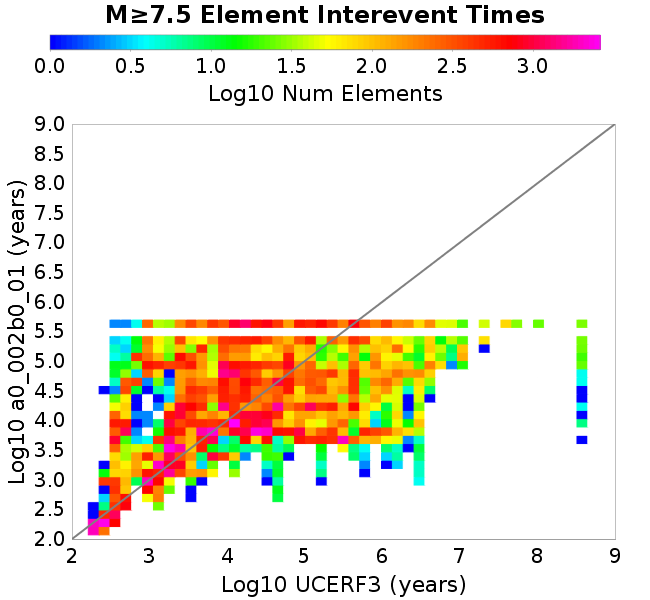 M≥7.5 Element Interevent Times
0.0 0.5 1.0 1.5 2.0 2.5 3.0
Log10 Num Elements
9.0
8.5
8.0
7.5
7.0
6.5
6.0
5.5
5.0
4.5
4.0
3.5
3.0
2.5
2.0
Log10 a0_002b0_01 (years)
2 3 4 5 6 7 8 9
Log10 UCERF3 (years)